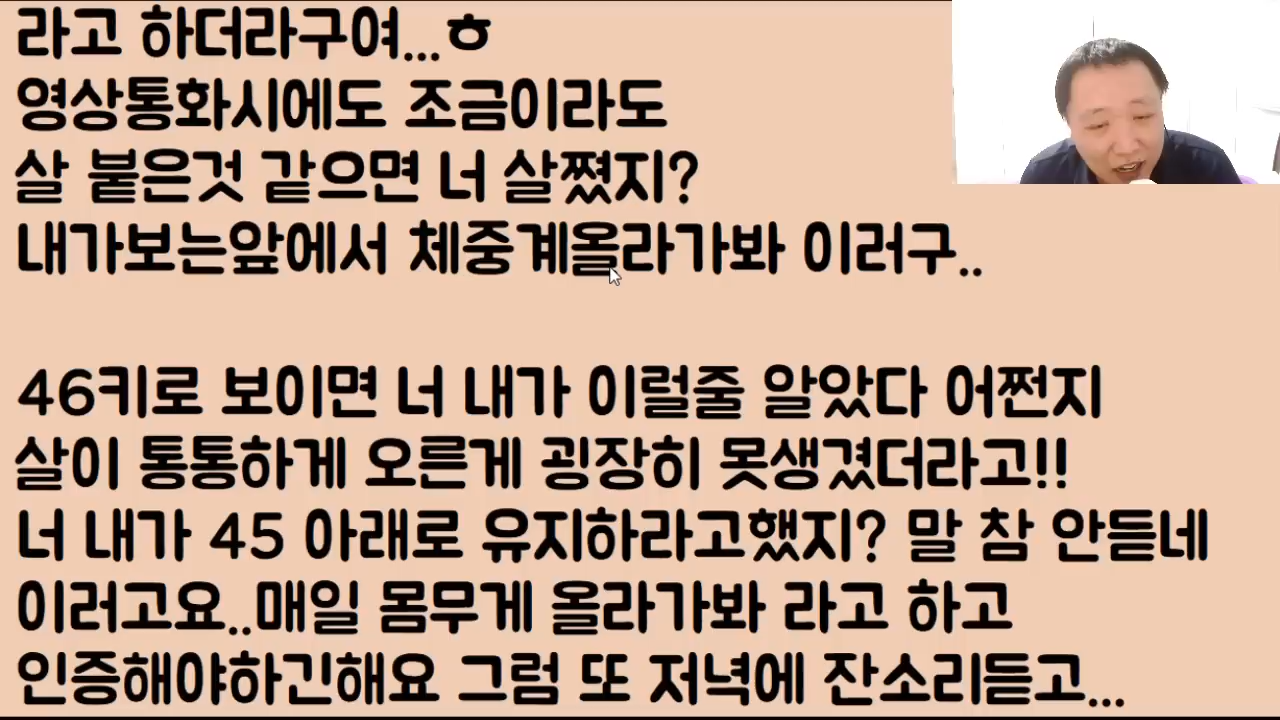 라고 하더라구여...ㅎ
영상통화시에도 조금이라도
살 붙은것 같으면 너 살쪘지?
내가보는앞에서 체중계올라가봐 이러구..
46키로 보이면 너 내가 이럴줄 알았다 어쩐지
살이 통통하게 오른게 굉장히 못생겼더라고!!
너 내가 45 아래로 유지하라고했지? 말 참 안듣네
이러고요..매일 몸무게 올라가봐 라고 하고
인증해야하긴해요 그럼 또 저녁에 잔소리듣고...